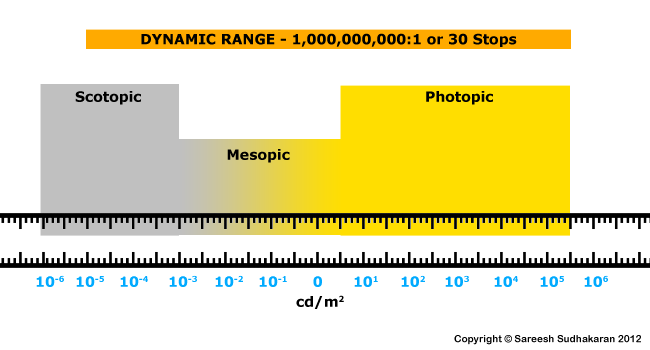 DYNAMIC RANGE - 1,000,000,000:1 or 30 Stops
Scotopic
Photopic
Mesopic
10⁻⁶ 10⁻⁵ 10⁻⁴ 10⁻³ 10⁻² 10⁻¹ 0 10¹ 10² 10³ 10⁴ 10⁵ 10⁶
cd/m²
Copyright © Sareesh Sudhakaran 2012